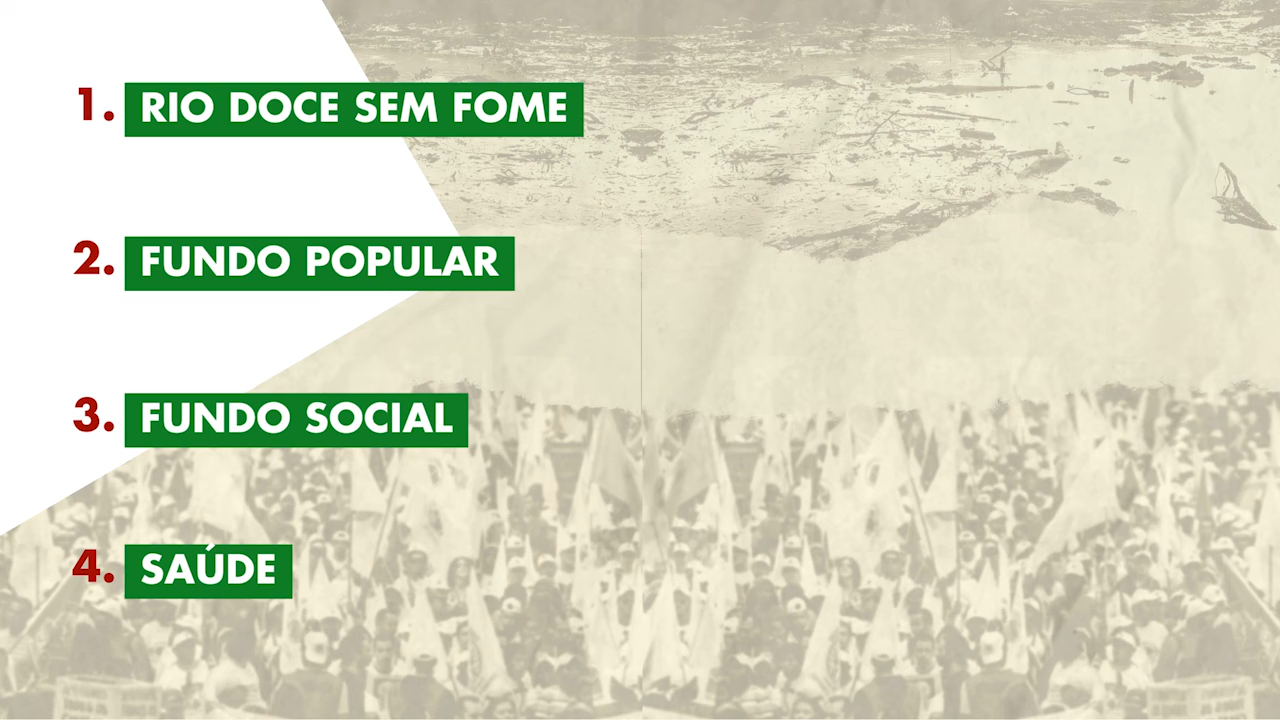 1. RIO DOCE SEM FOME
2. FUNDO POPULAR
3. FUNDO SOCIAL
4. SAÚDE